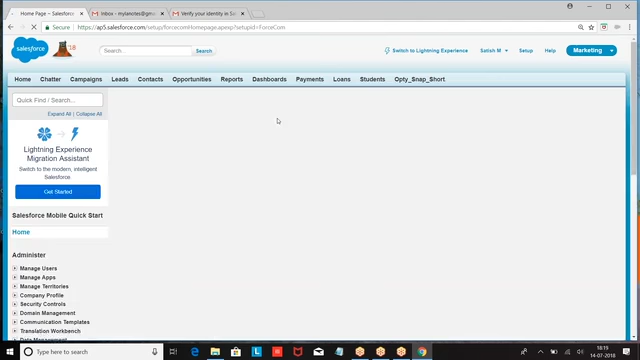 Home Page ~ Salesforce
Inbox - mylanotes@gm
Verify your identity in Sa
https://ap5.salesforce.com/setup/forcecomHomepage.apexp?setupid=ForceCom
salesforce
'18
Search...
Search
Switch to Lightning Experience
Satish M
Setup
Help
Marketing
Home
Chatter
Campaigns
Leads
Contacts
Opportunities
Reports
Dashboards
Payments
Loans
Students
Opty_Snap_Short
Quick Find / Search...
Expand All | Collapse All
Lightning Experience
Migration Assistant
Switch to the modern, intelligent
Salesforce.
Get Started
Salesforce Mobile Quick Start
Home
Administer
Manage Users
Manage Apps
Manage Territories
Company Profile
Security Controls
Domain Management
Communication Templates
Translation Workbench
Data Management
Type here to search
18:19
14-07-2018